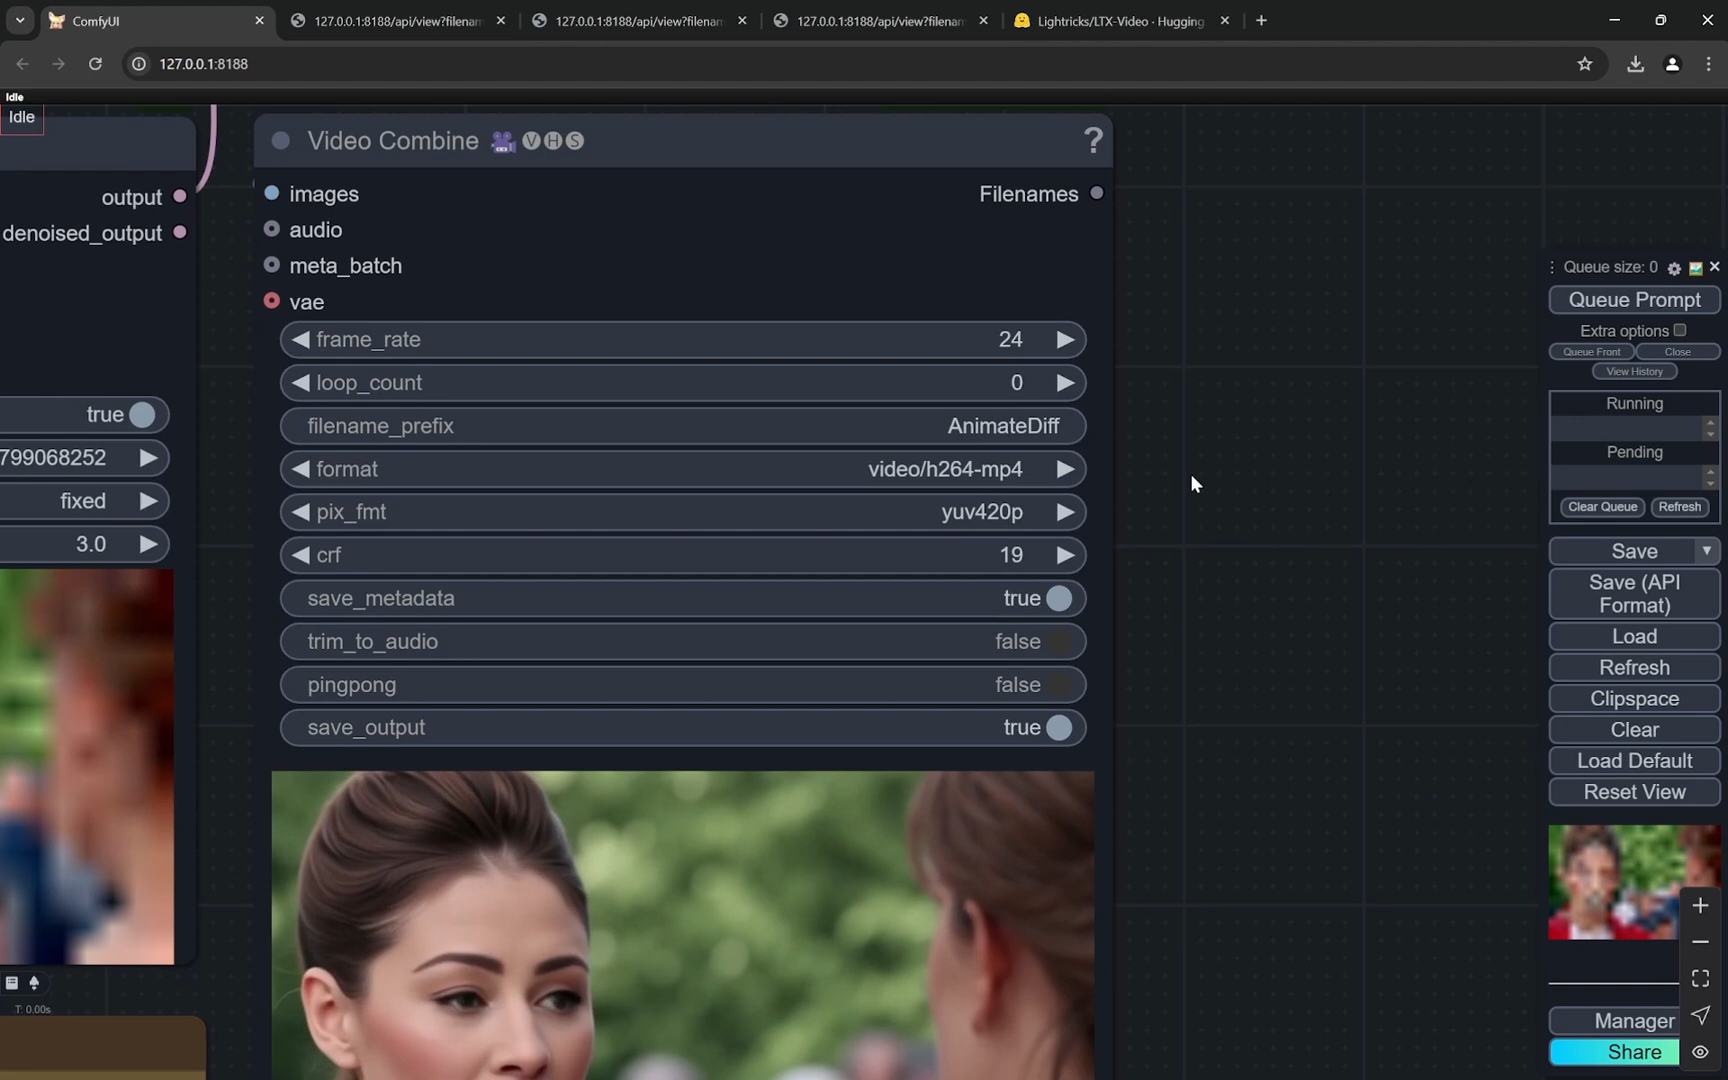 ComfyUI
127.0.0.1:8188/api/view?filenam
127.0.0.1:8188/api/view?filenam
127.0.0.1:8188/api/view?filenam
Lightricks/LTX-Video · Hugging
127.0.0.1:8188
Idle
Idle
Video Combine VHS
?
output
denoised_output
images
Filenames
audio
meta_batch
vae
frame_rate 24
loop_count 0
filename_prefix AnimateDiff
format video/h264-mp4
pix_fmt yuv420p
crf 19
save_metadata true
trim_to_audio false
pingpong false
save_output true
true
799068252
fixed
3.0
T: 0.00s
Queue size: 0
Queue Prompt
Extra options
Queue Front Close
View History
Running
Pending
Clear Queue Refresh
Save
Save (API
Format)
Load
Refresh
Clipspace
Clear
Load Default
Reset View
Manager
Share